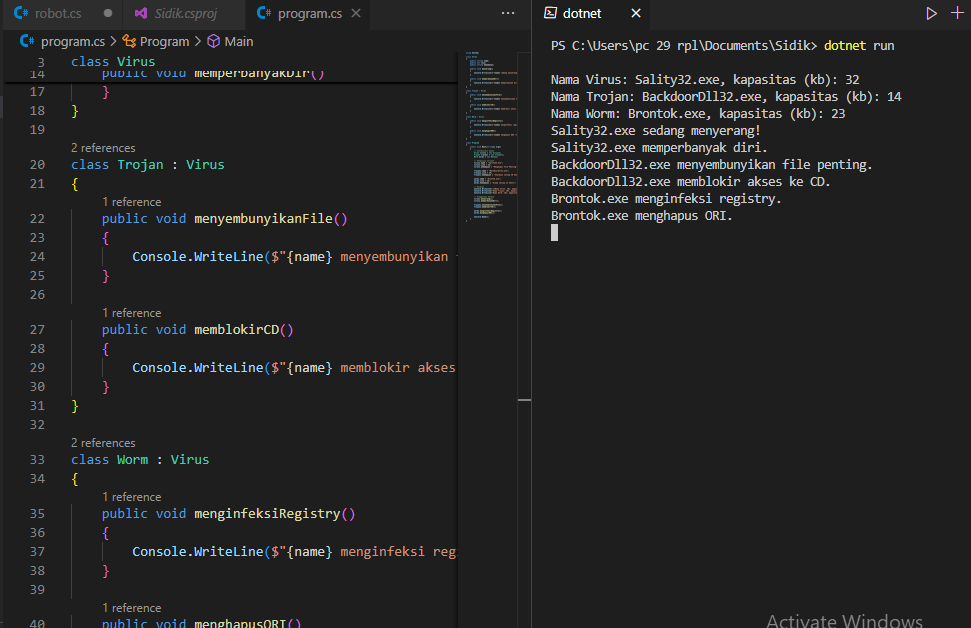 robot.cs
Sidik.csproj
program.cs
program.cs > Program > Main
3 class Virus
14 public void memperbanyakDir()
17 }
18 }
19
2 references
20 class Trojan : Virus
21 {
1 reference
22 public void menyembunyikanFile()
23 {
24 Console.WriteLine($"{name} menyembunyikan
25 }
26
1 reference
27 public void memblokirCD()
28 {
29 Console.WriteLine($"{name} memblokir akses
30 }
31 }
32
2 references
33 class Worm : Virus
34 {
1 reference
35 public void menginfeksiRegistry()
36 {
37 Console.WriteLine($"{name} menginfeksi reg
38 }
39
1 reference
40 public void menghapusORI()
dotnet
PS C:\Users\pc 29 rpl\Documents\Sidik> dotnet run
Nama Virus: Sality32.exe, kapasitas (kb): 32
Nama Trojan: BackdoorDll32.exe, kapasitas (kb): 14
Nama Worm: Brontok.exe, kapasitas (kb): 23
Sality32.exe sedang menyerang!
Sality32.exe memperbanyak diri.
BackdoorDll32.exe menyembunyikan file penting.
BackdoorDll32.exe memblokir akses ke CD.
Brontok.exe menginfeksi registry.
Brontok.exe menghapus ORI.
Activate Windows